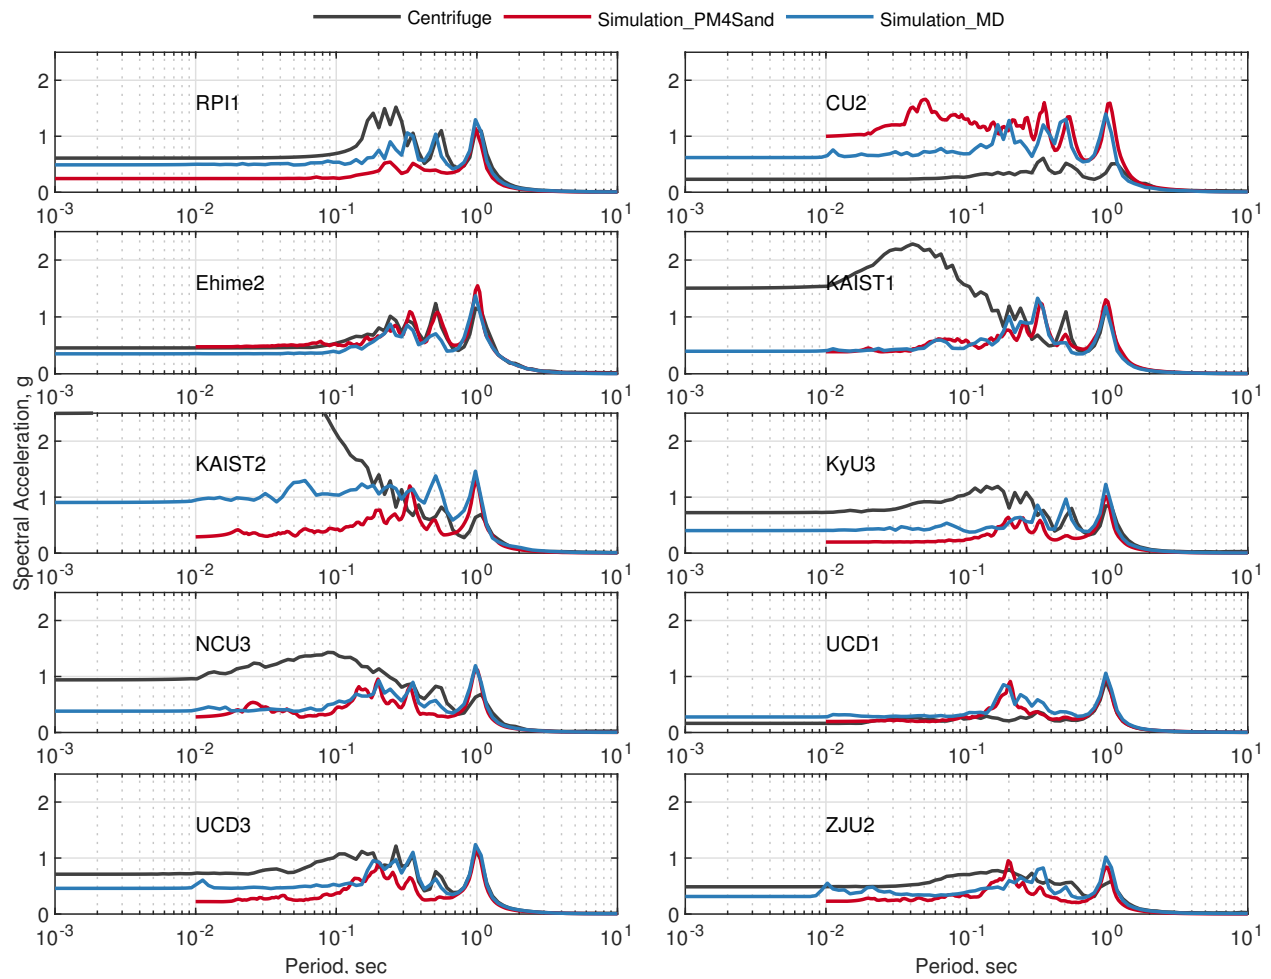 Centrifuge Simulation_PM4Sand Simulation_MD
2 2
RPI1 CU2
1 1
0 0
10-3 10-2 10-1 100 101 10-3 10-2 10-1 100 101
2 2
Ehime2 KAIST1
1 1
0 0
10-3 10-2 10-1 100 101 10-3 10-2 10-1 100 101
Spectral Acceleration, g
2 2
KAIST2 KyU3
1 1
0 0
10-3 10-2 10-1 100 101 10-3 10-2 10-1 100 101
2 2
NCU3 UCD1
1 1
0 0
10-3 10-2 10-1 100 101 10-3 10-2 10-1 100 101
2 2
UCD3 ZJU2
1 1
0 0
10-3 10-2 10-1 100 101 10-3 10-2 10-1 100 101
Period, sec Period, sec